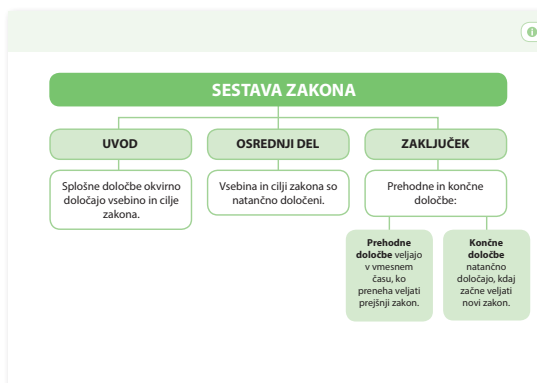 SESTAVA ZAKONA
UVOD
OSREDNJI DEL
ZAKLJUČEK
Splošne določbe okvirno
določajo vsebino in cilje
zakona.
Vsebina in cilji zakona so
natančno določeni.
Prehodne in končne
določbe:
Prehodne
določbe veljajo
v vmesnem
času, ko
preneha veljati
prejšnji zakon.
Končne
določbe
natančno
določajo, kdaj
začne veljati
novi zakon.